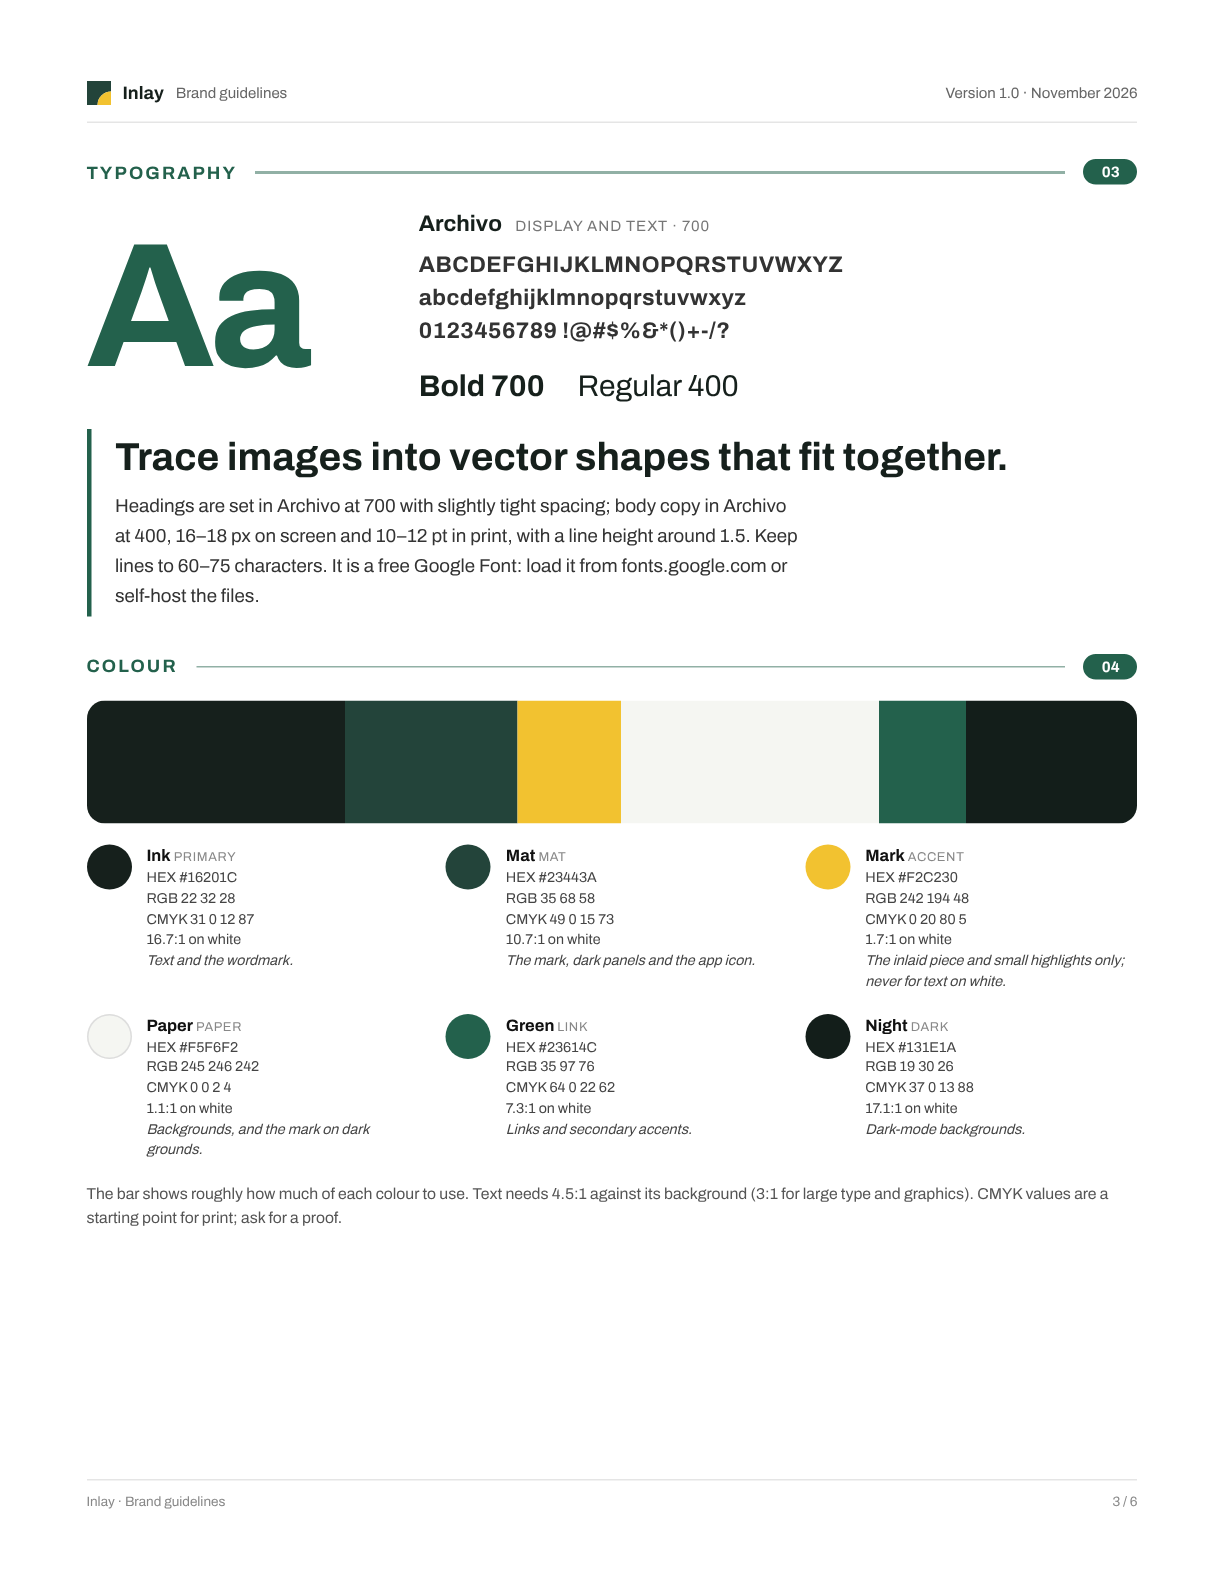 Inlay Brand guidelines
Version 1.0 · November 2026
TYPOGRAPHY
03
Aa
Archivo DISPLAY AND TEXT · 700
ABCDEFGHIJKLMNOPQRSTUVWXYZ
abcdefghijklmnopqrstuvwxyz
0123456789 !@#$%&*()+-/?
Bold 700 Regular 400
Trace images into vector shapes that fit together.
Headings are set in Archivo at 700 with slightly tight spacing; body copy in Archivo
at 400, 16–18 px on screen and 10–12 pt in print, with a line height around 1.5. Keep
lines to 60–75 characters. It is a free Google Font: load it from fonts.google.com or
self-host the files.
COLOUR
04
Ink PRIMARY
HEX #16201C
RGB 22 32 28
CMYK 31 0 12 87
16.7:1 on white
Text and the wordmark.
Mat MAT
HEX #23443A
RGB 35 68 58
CMYK 49 0 15 73
10.7:1 on white
The mark, dark panels and the app icon.
Mark ACCENT
HEX #F2C230
RGB 242 194 48
CMYK 0 20 80 5
1.7:1 on white
The inlaid piece and small highlights only;
never for text on white.
Paper PAPER
HEX #F5F6F2
RGB 245 246 242
CMYK 0 0 2 4
1.1:1 on white
Backgrounds, and the mark on dark
grounds.
Green LINK
HEX #23614C
RGB 35 97 76
CMYK 64 0 22 62
7.3:1 on white
Links and secondary accents.
Night DARK
HEX #131E1A
RGB 19 30 26
CMYK 37 0 13 88
17.1:1 on white
Dark-mode backgrounds.
The bar shows roughly how much of each colour to use. Text needs 4.5:1 against its background (3:1 for large type and graphics). CMYK values are a
starting point for print; ask for a proof.
Inlay · Brand guidelines
3 / 6